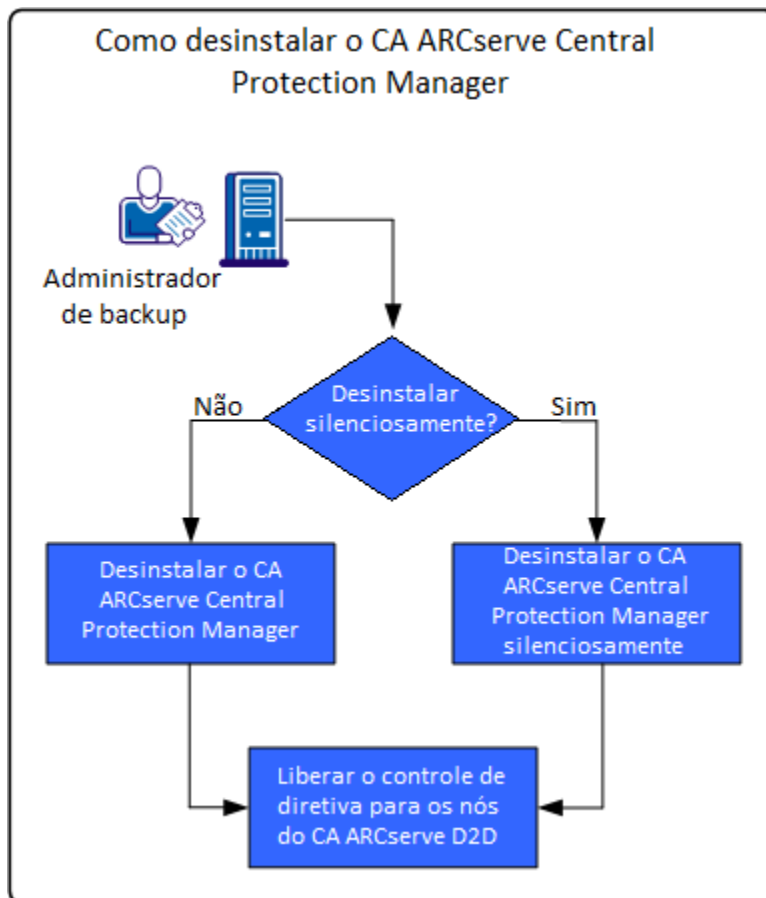 Como desinstalar o CA ARCserve Central
Protection Manager
Administrador
de backup
Desinstalar
silenciosamente?
Não
Sim
Desinstalar o CA
ARCserve Central
Protection Manager
Desinstalar o CA
ARCserve Central
Protection Manager
silenciosamente
Liberar o controle de
diretiva para os nós
do CA ARCserve D2D